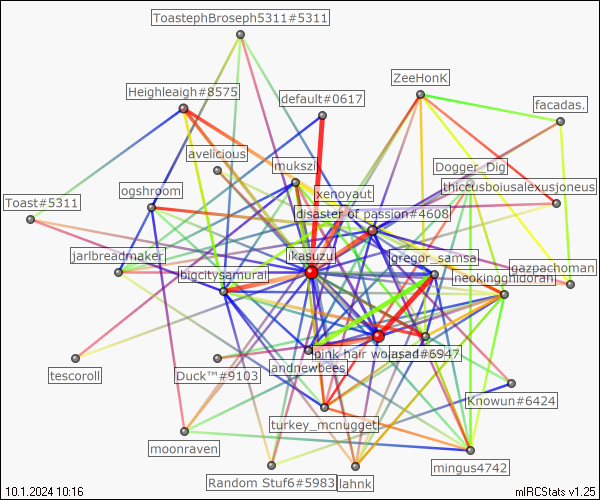 ToastephBroseph5311#5311
ZeeHonK
Heighleaigh#8575
default#0617
facadas.
avelicious
mukszi
Dogger_Dig
ogshroom
xenoyaut
thiccusboiusalexusjoneus
Toast#5311
disaster of passion#4608
jarlbreadmaker
ikasuzu
gregor_samsa
bigcitysamurai
neokingghidorah
gazpachoman
pink hair wo
asad#6947
tescoroll
Duck™#9103
andnewbees
Knowun#6424
turkey_mcnugget
moonraven
mingus4742
Random Stuf6#5983
lahnk
10.1.2024 10:16
mIRCStats v1.25